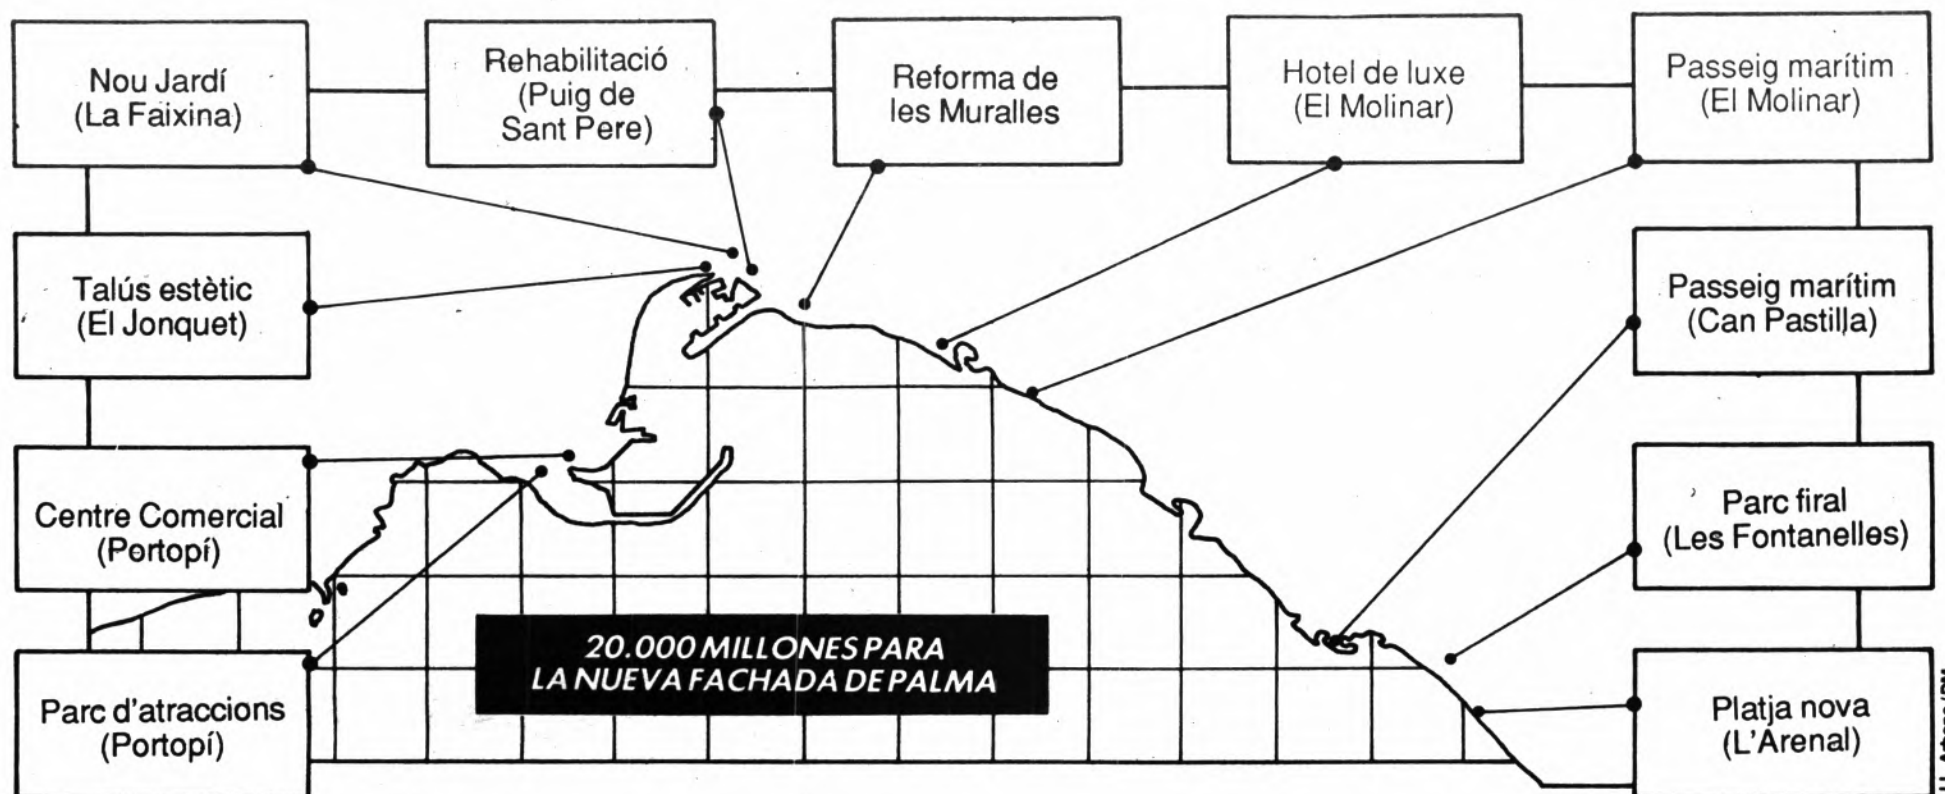 Nou Jardí
(La Faixina)
Rehabilitació
(Puig de
Sant Pere)
Reforma de
les Muralles
Hotel de luxe
(El Molinar)
Passeig marítim
(El Molinar)
Talús estètic
(El Jonquet)
Passeig marítim
(Can Pastilla)
Centre Comercial
(Portopí)
Parc firal
(Les Fontanelles)
20.000 MILLONES PARA
LA NUEVA FACHADA DE PALMA
Parc d'atraccions
(Portopí)
Platja nova
(L'Arenal)